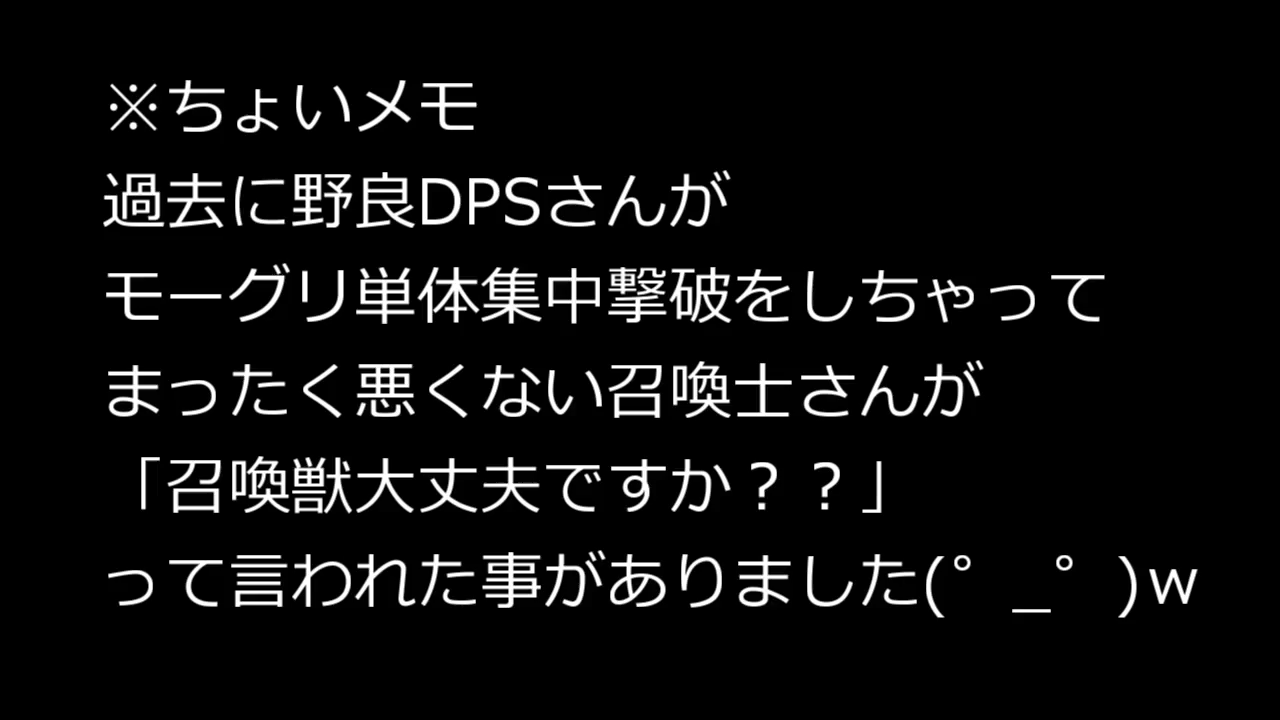 ※ちょいメモ
過去に野良DPSさんが
モーグリ単体集中撃破をしちゃって
まったく悪くない召喚士さんが
「召喚獣大丈夫ですか？？」
って言われた事がありました(゜_゜)ｗ